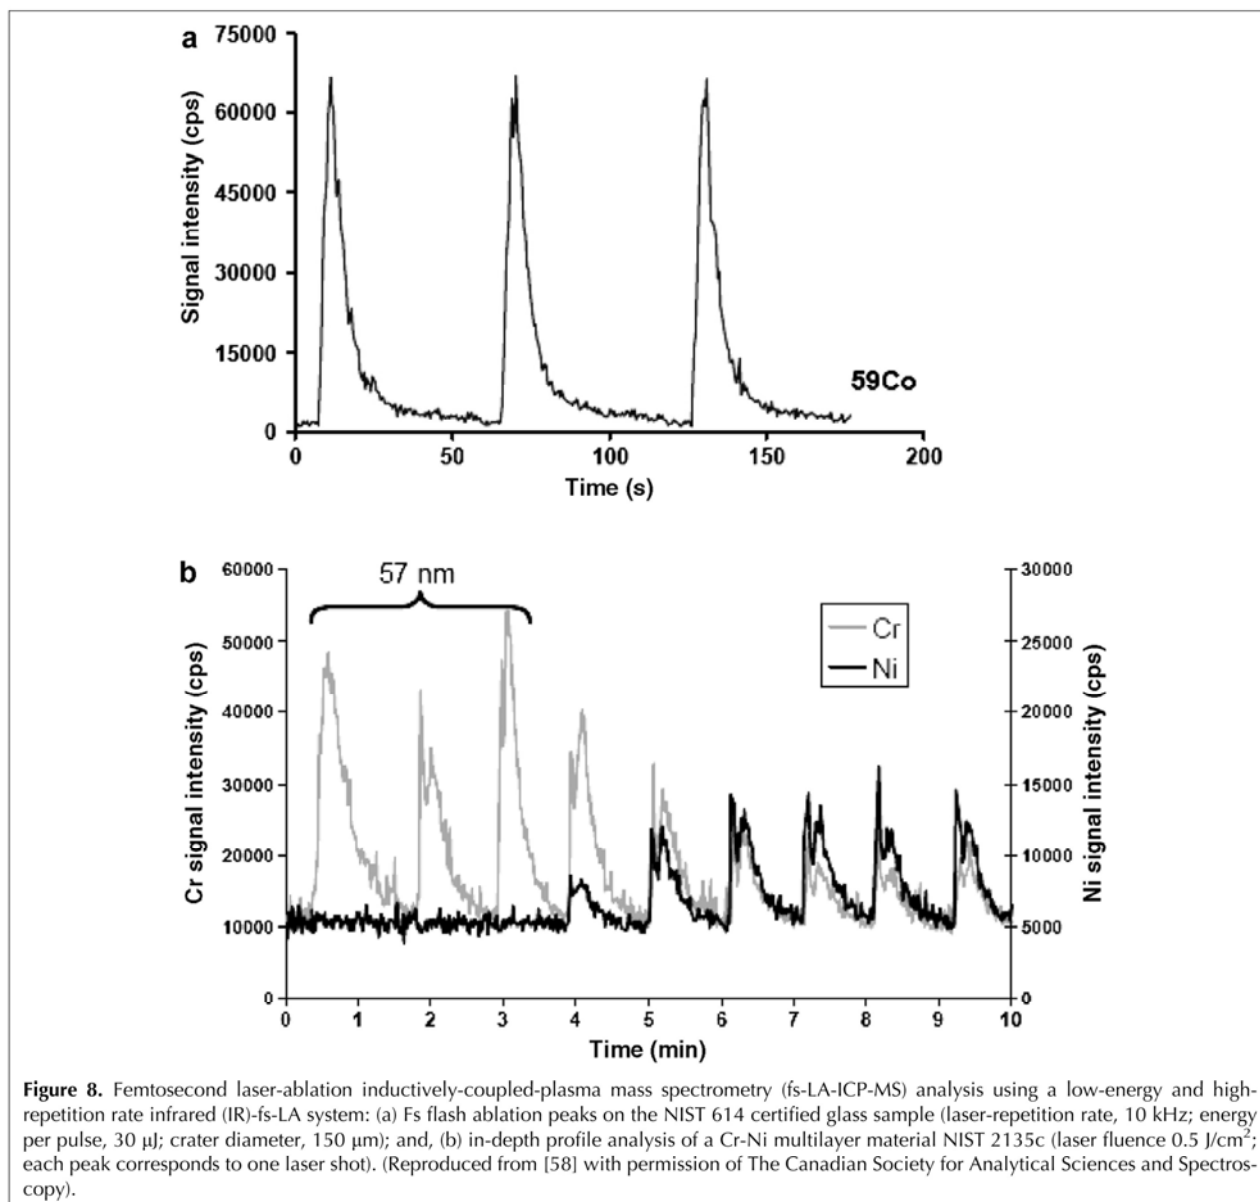 a
75000
60000
45000
30000
15000
0
Signal intensity (cps)
59Co
0 50 100 150 200
Time (s)
b
57 nm
60000
50000
40000
30000
20000
10000
0
Cr signal intensity (cps)
Cr
Ni
30000
25000
20000
15000
10000
5000
0
Ni signal intensity (cps)
0 1 2 3 4 5 6 7 8 9 10
Time (min)
Figure 8. Femtosecond laser-ablation inductively-coupled-plasma mass spectrometry (fs-LA-ICP-MS) analysis using a low-energy and high-
repetition rate infrared (IR)-fs-LA system: (a) Fs flash ablation peaks on the NIST 614 certified glass sample (laser-repetition rate, 10 kHz; energy
per pulse, 30 μJ; crater diameter, 150 μm); and, (b) in-depth profile analysis of a Cr-Ni multilayer material NIST 2135c (laser fluence 0.5 J/cm²;
each peak corresponds to one laser shot). (Reproduced from [58] with permission of The Canadian Society for Analytical Sciences and Spectros-
copy).